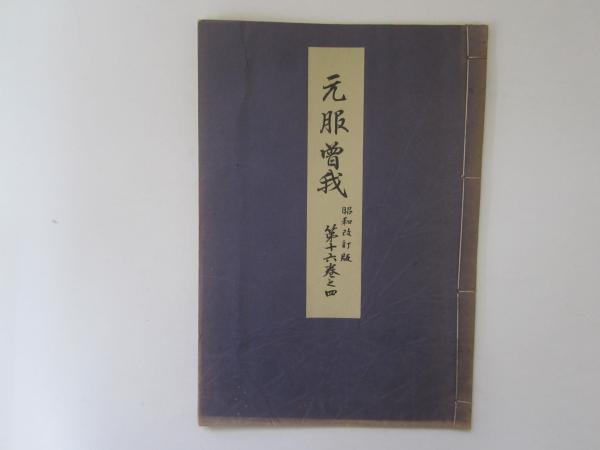 元服曽我
昭和改訂版
第十六巻之四